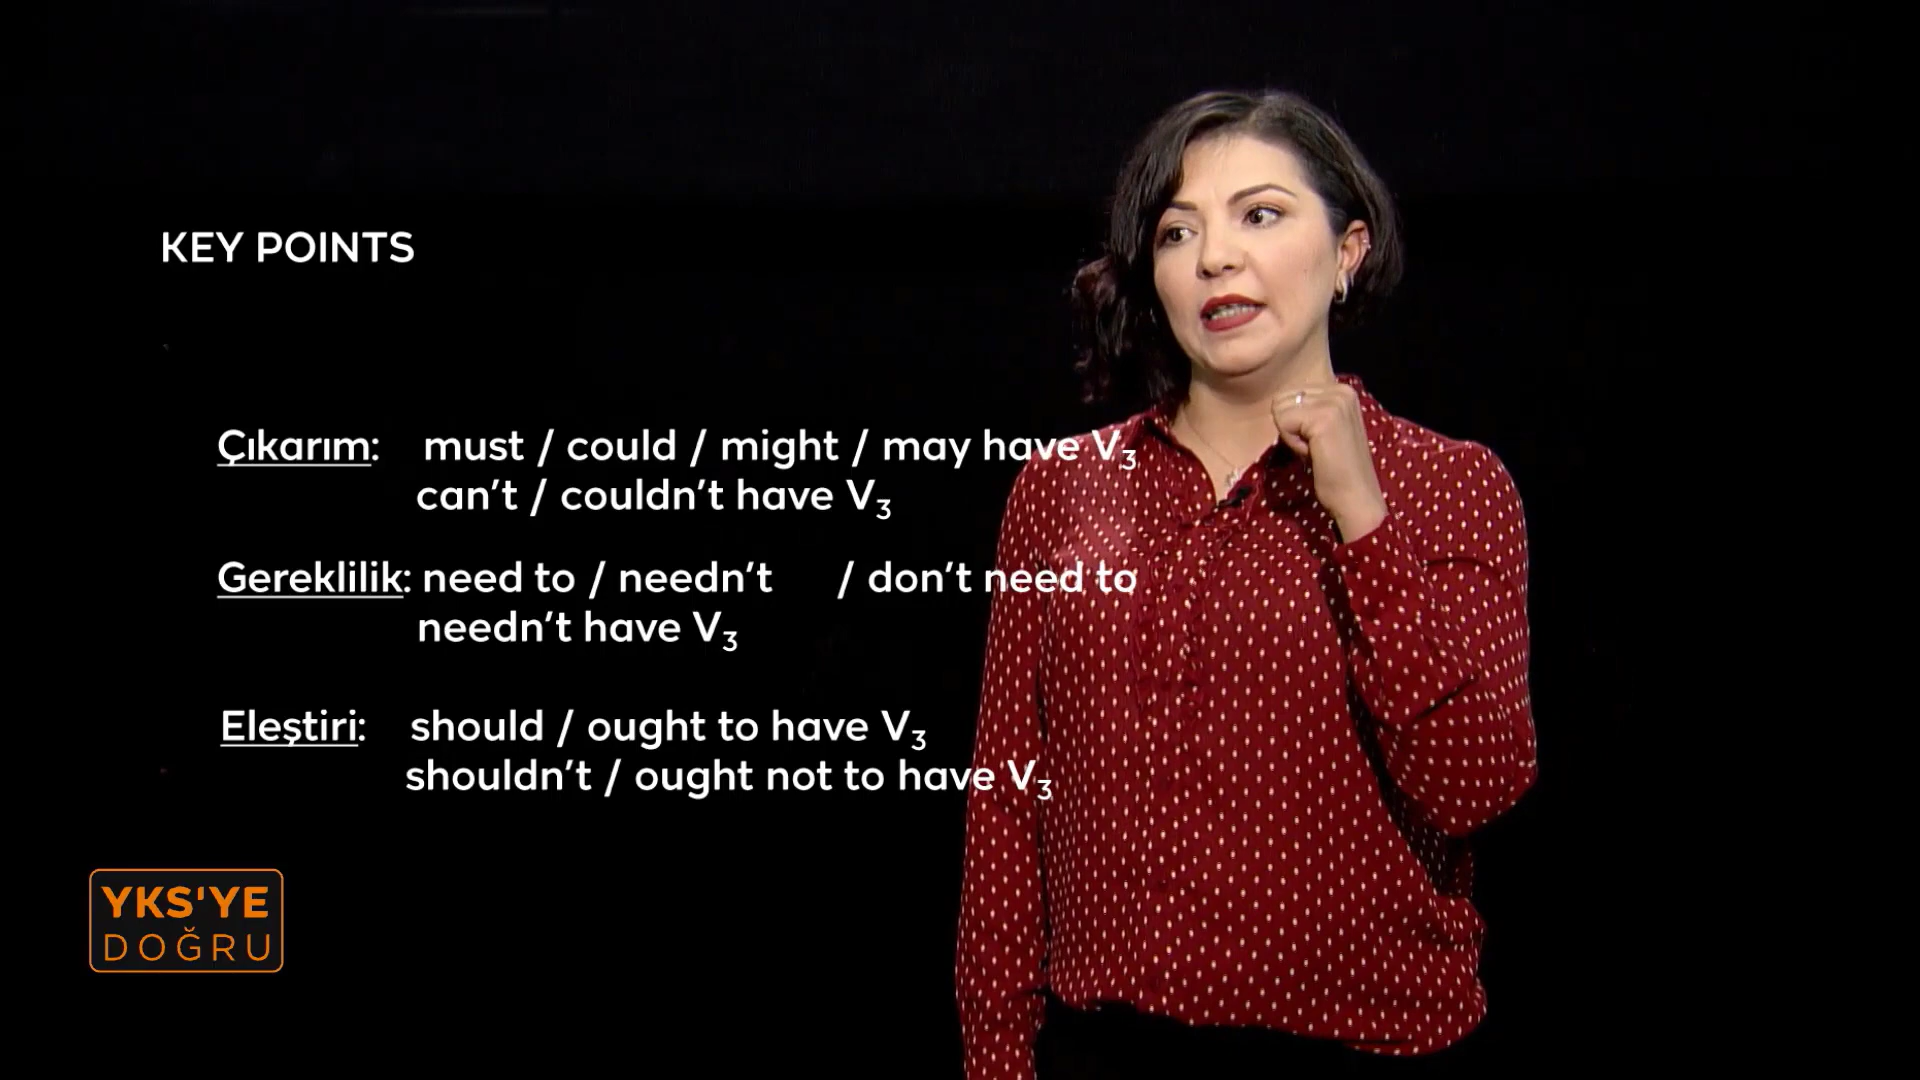 KEY POINTS
Çıkarım: must / could / might / may have V₃
can't / couldn't have V₃
Gereklilik: need to / needn't / don't need to
needn't have V₃
Eleştiri: should / ought to have V₃
shouldn't / ought not to have V₃
YKS'YE
DOĞRU